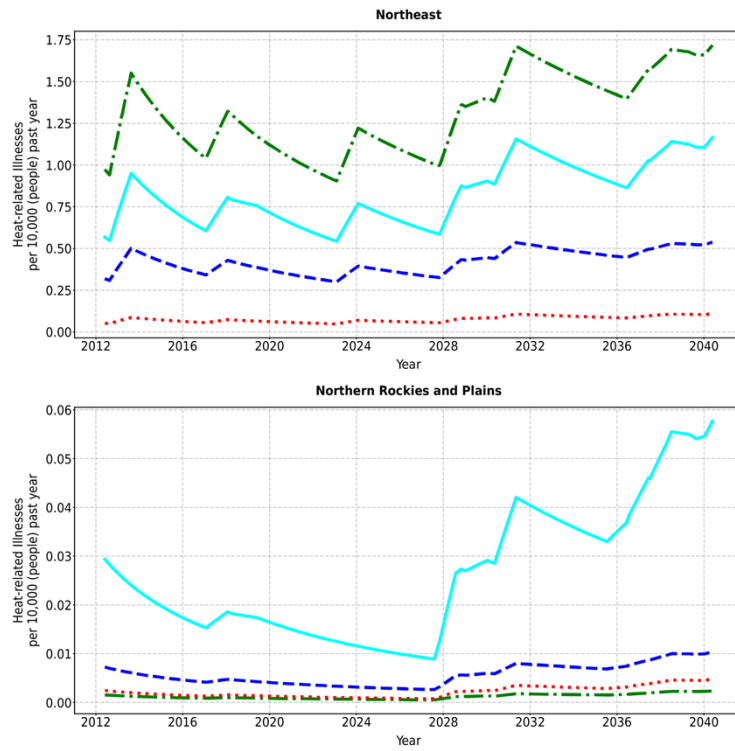 Northeast
Heat-related Illnesses
per 10,000 (people) past year
1.75
1.50
1.25
1.00
0.75
0.50
0.25
0.00
2012 2016 2020 2024 2028 2032 2036 2040
Year
Northern Rockies and Plains
Heat-related Illnesses
per 10,000 (people) past year
0.06
0.05
0.04
0.03
0.02
0.01
0.00
2012 2016 2020 2024 2028 2032 2036 2040
Year